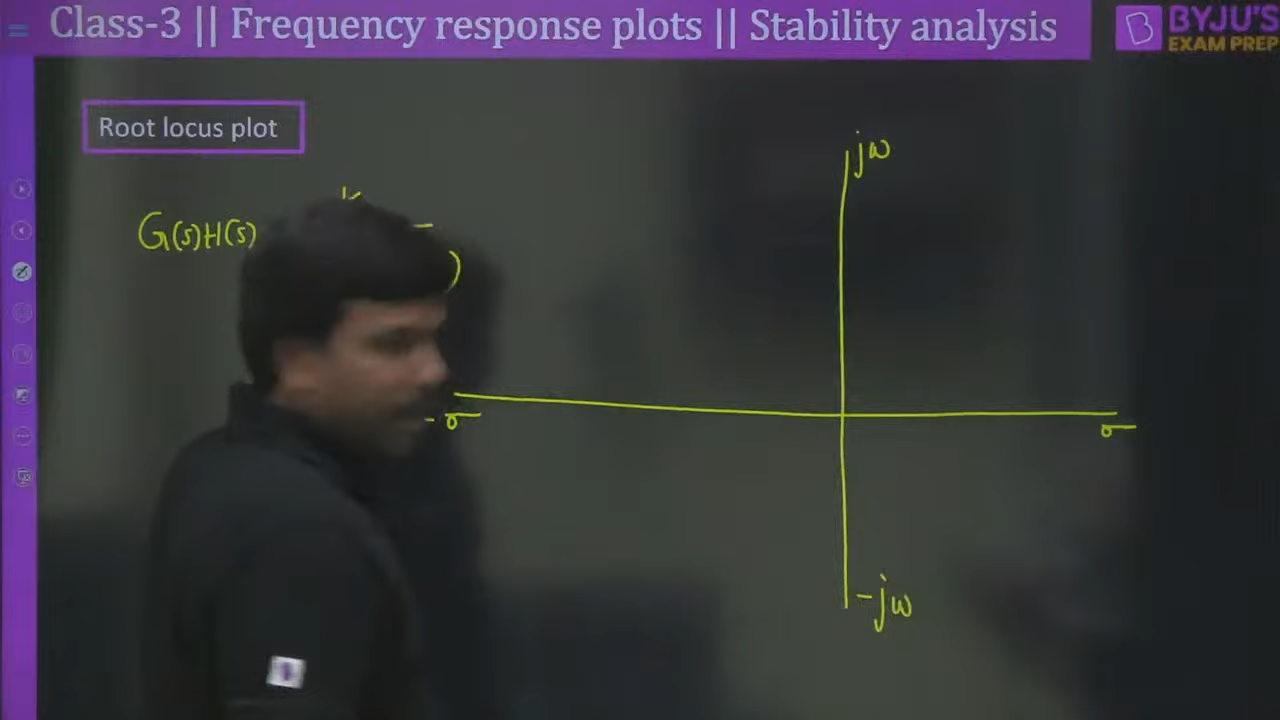 Class-3 || Frequency response plots || Stability analysis
BYJU'S
EXAM PREP
Root locus plot
jω
G(s)H(s)
)
-σ
σ
-jω